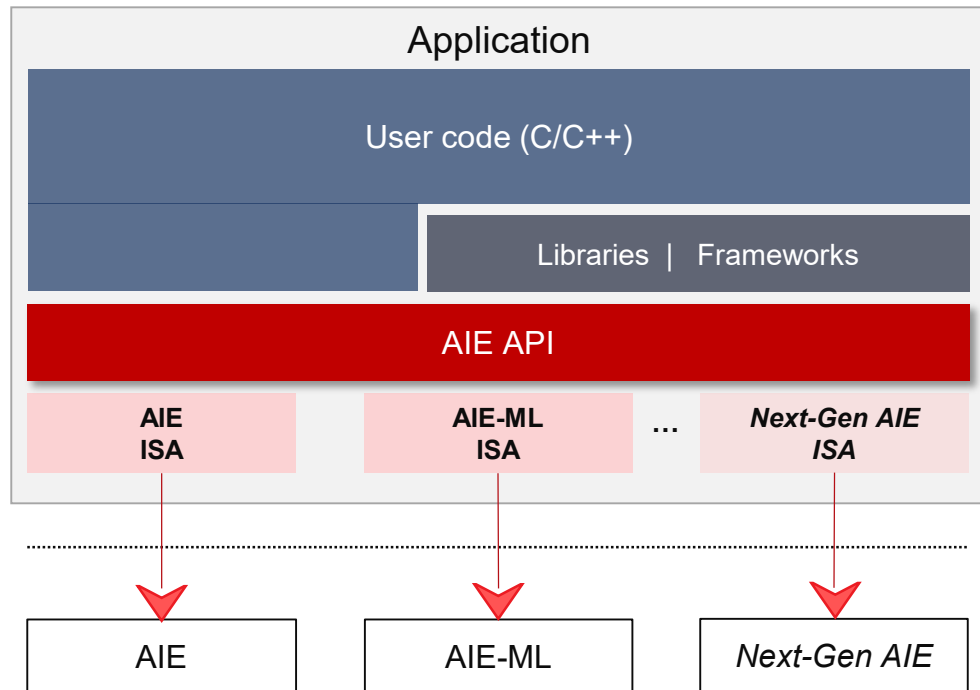 Application
User code (C/C++)
Libraries | Frameworks
AIE API
AIE
ISA
AIE-ML
ISA
...
Next-Gen AIE
ISA
AIE
AIE-ML
Next-Gen AIE